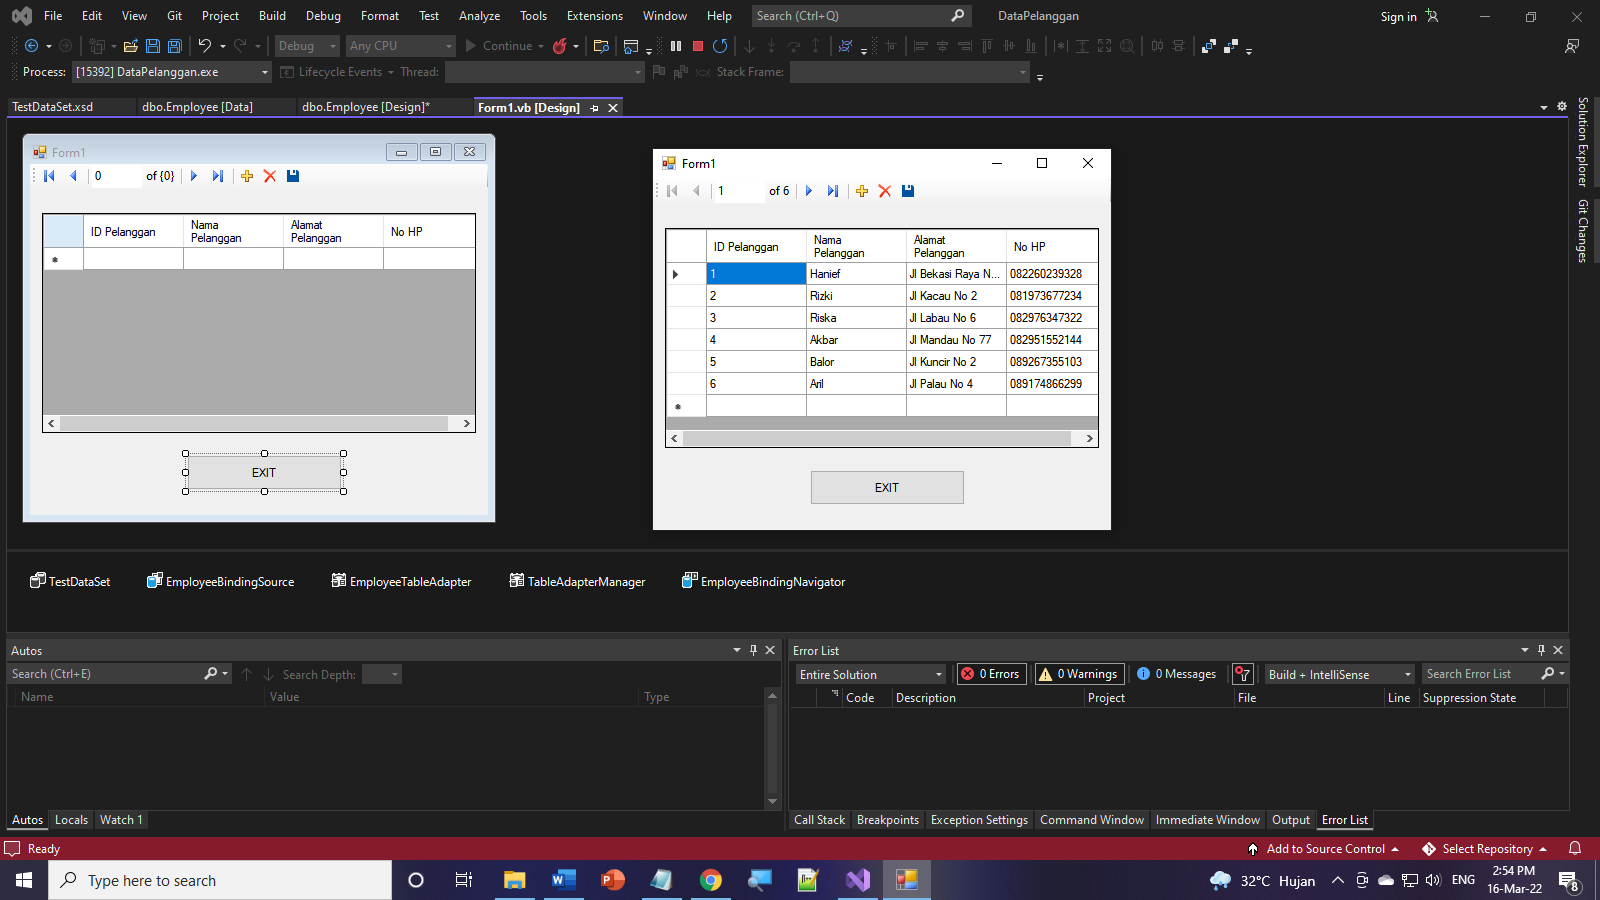 File Edit View Git Project Build Debug Format Test Analyze Tools Extensions Window Help Search (Ctrl+Q) DataPelanggan Sign in
Debug Any CPU Continue
Process: [15392] DataPelanggan.exe Lifecycle Events Thread: Stack Frame:
TestDataSet.xsd dbo.Employee [Data] dbo.Employee [Design]* Form1.vb [Design]
Solution Explorer
Git Changes
Form1
0 of {0}
ID Pelanggan Nama Pelanggan Alamat Pelanggan No HP
EXIT
Form1
1 of 6
ID Pelanggan Nama Pelanggan Alamat Pelanggan No HP
1 Hanief Jl Bekasi Raya N... 082260239328
2 Rizki Jl Kacau No 2 081973677234
3 Riska Jl Labau No 6 082976347322
4 Akbar Jl Mandau No 77 082951552144
5 Balor Jl Kuncir No 2 089267355103
6 Aril Jl Palau No 4 089174866299
EXIT
TestDataSet EmployeeBindingSource EmployeeTableAdapter TableAdapterManager EmployeeBindingNavigator
Autos
Search (Ctrl+E) Search Depth:
Name Value Type
Autos Locals Watch 1
Error List
Entire Solution 0 Errors 0 Warnings 0 Messages Build + IntelliSense Search Error List
Code Description Project File Line Suppression State
Call Stack Breakpoints Exception Settings Command Window Immediate Window Output Error List
Ready Add to Source Control Select Repository
Type here to search 32°C Hujan ENG 2:54 PM
16-Mar-22 8